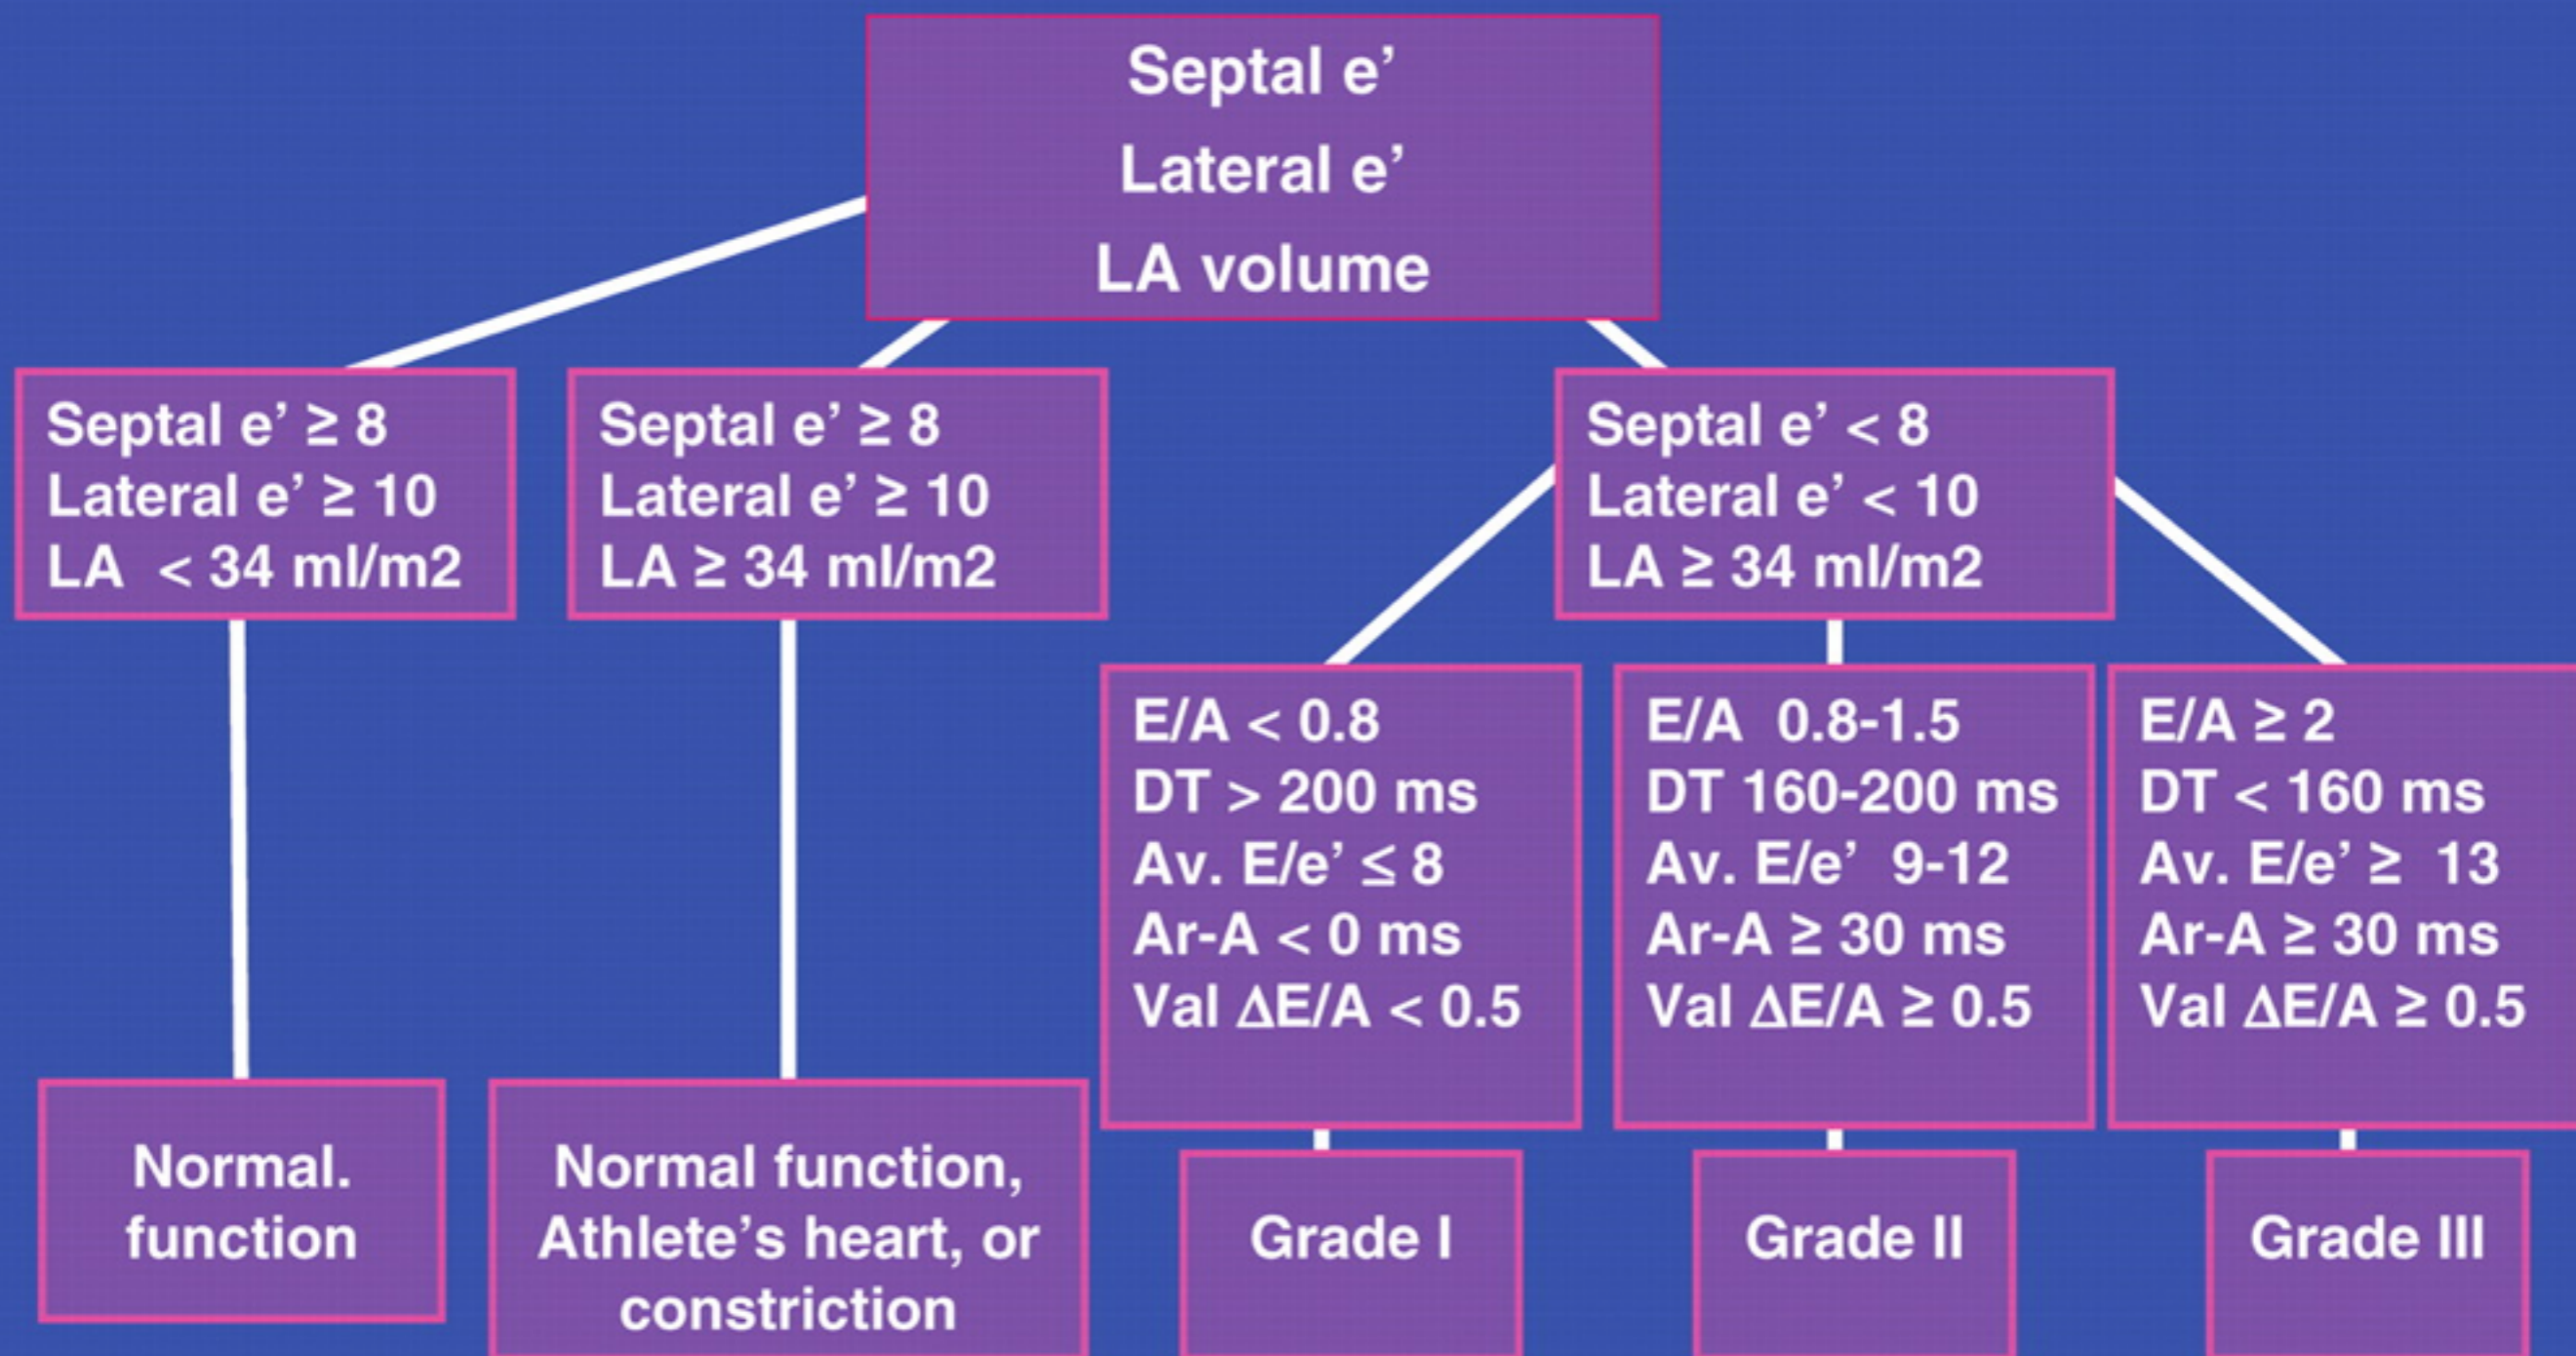 Septal e’
Lateral e’
LA volume
Septal e’ ≥ 8
Lateral e’ ≥ 10
LA  < 34 ml/m2
Septal e’ ≥ 8
Lateral e’ ≥ 10
LA ≥ 34 ml/m2
Septal e’ < 8
Lateral e’ < 10
LA ≥ 34 ml/m2
E/A < 0.8
DT > 200 ms
Av. E/e’ ≤ 8
Ar-A < 0 ms
Val ΔE/A < 0.5
E/A  0.8-1.5
DT 160-200 ms
Av. E/e’  9-12
Ar-A ≥ 30 ms
Val ΔE/A ≥ 0.5
E/A ≥ 2
DT < 160 ms
Av. E/e’ ≥  13
Ar-A ≥ 30 ms
Val ΔE/A ≥ 0.5
Normal.
function
Normal function,
Athlete’s heart, or
constriction
Grade I
Grade II
Grade III